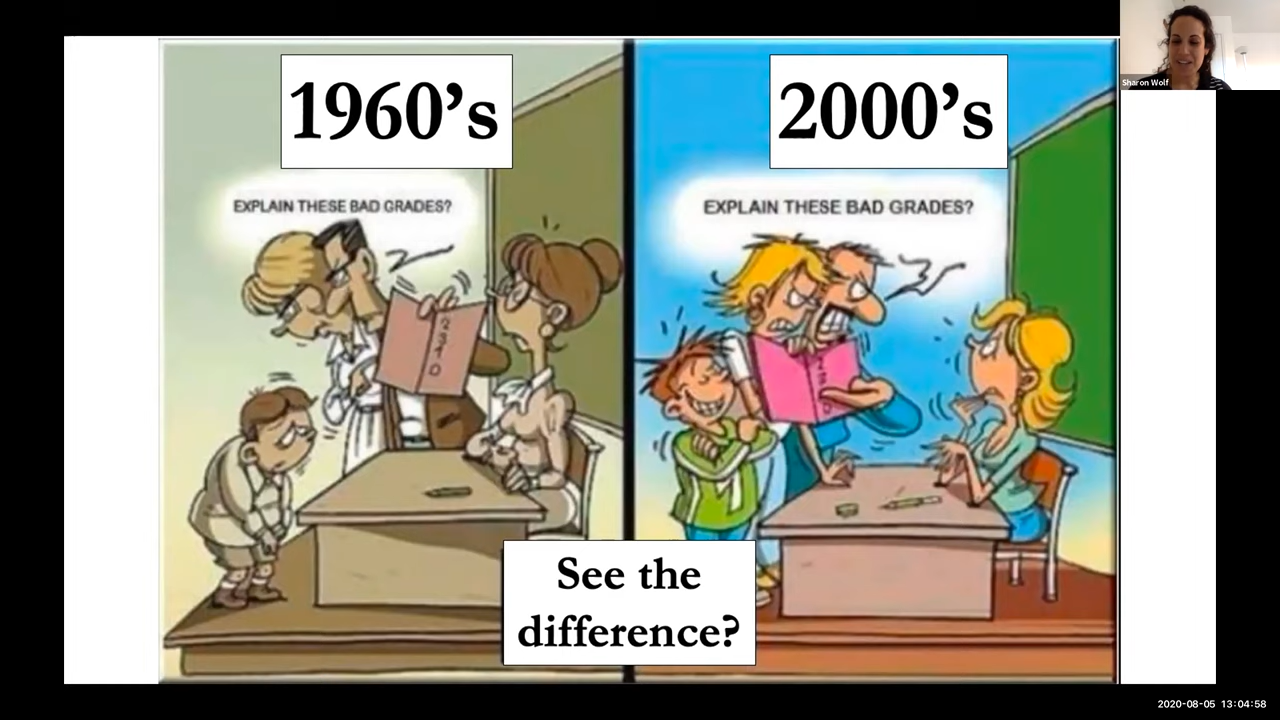 Sharon Wolf
1960's
2000's
EXPLAIN THESE BAD GRADES?
EXPLAIN THESE BAD GRADES?
See the
difference?
2020-08-05 13:04:58